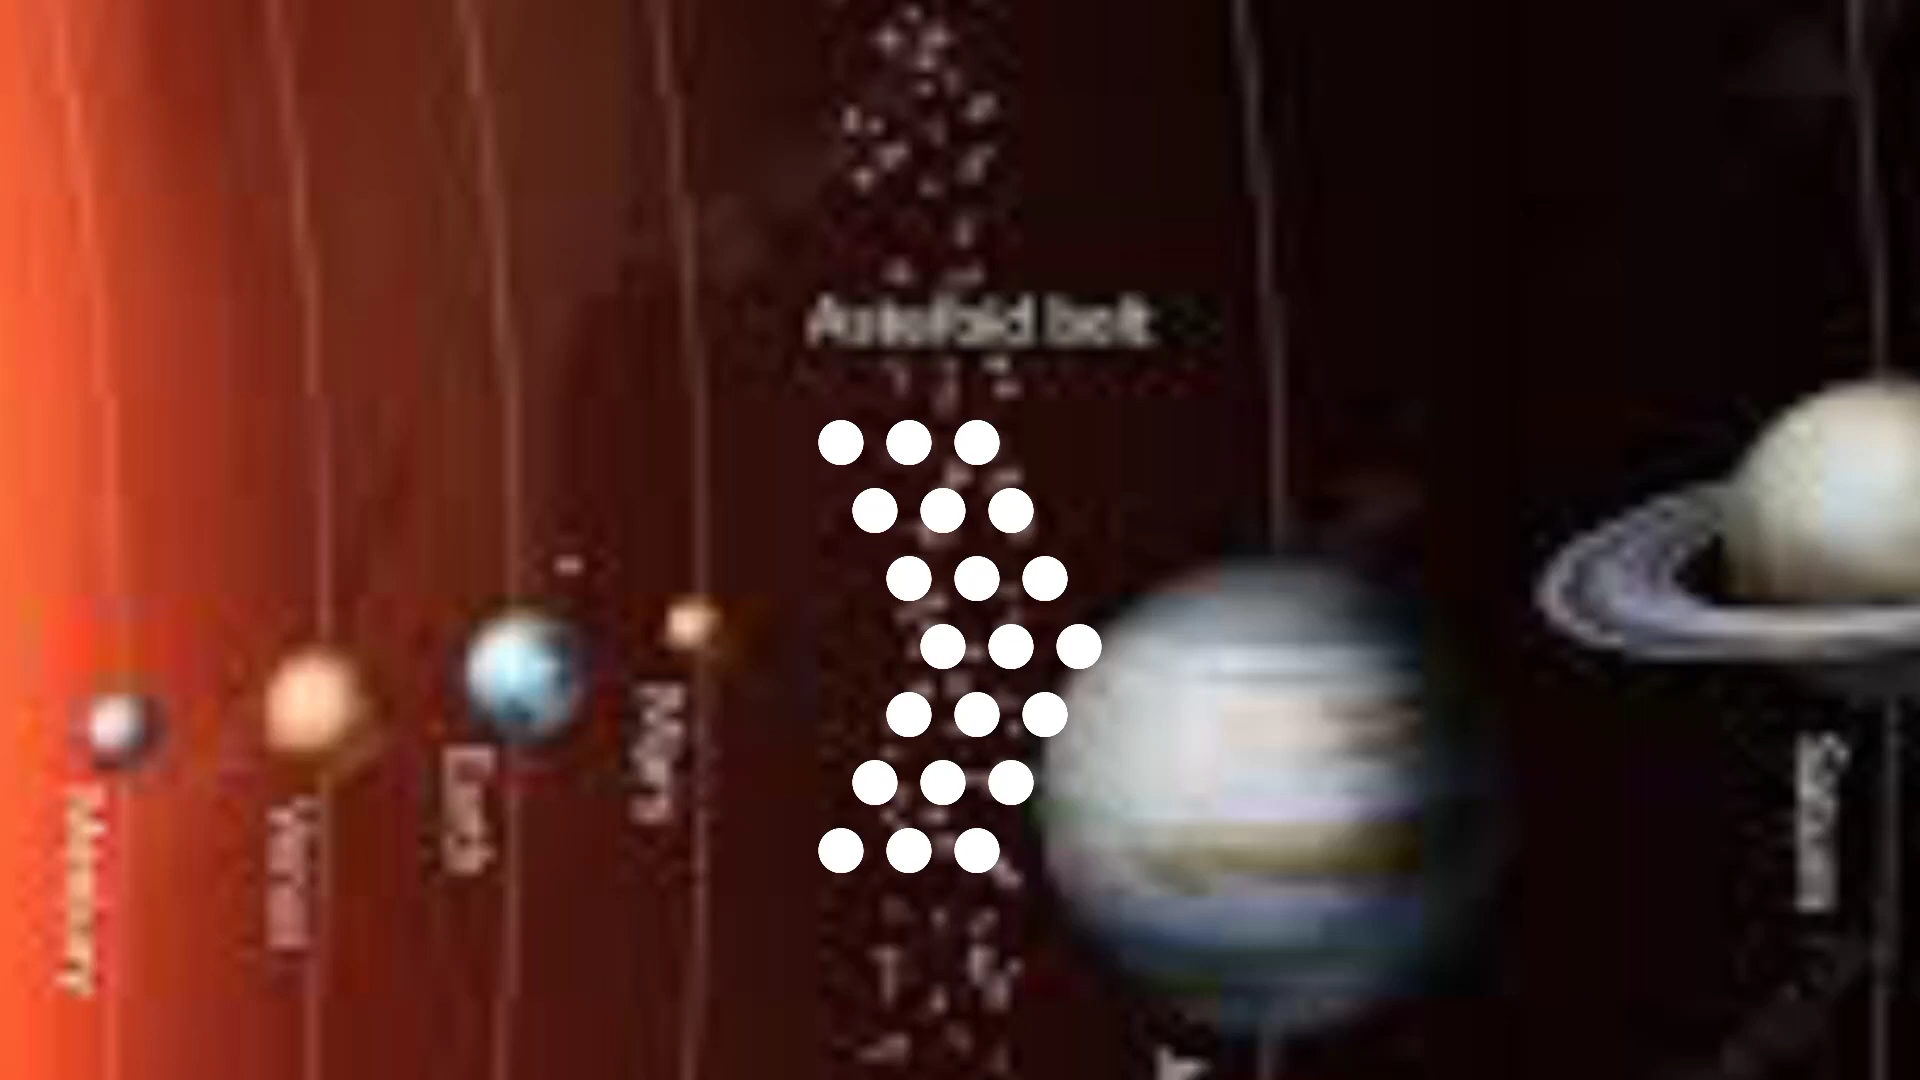 Asteroid belt
Mercury
Venus
Earth
Mars
Saturn